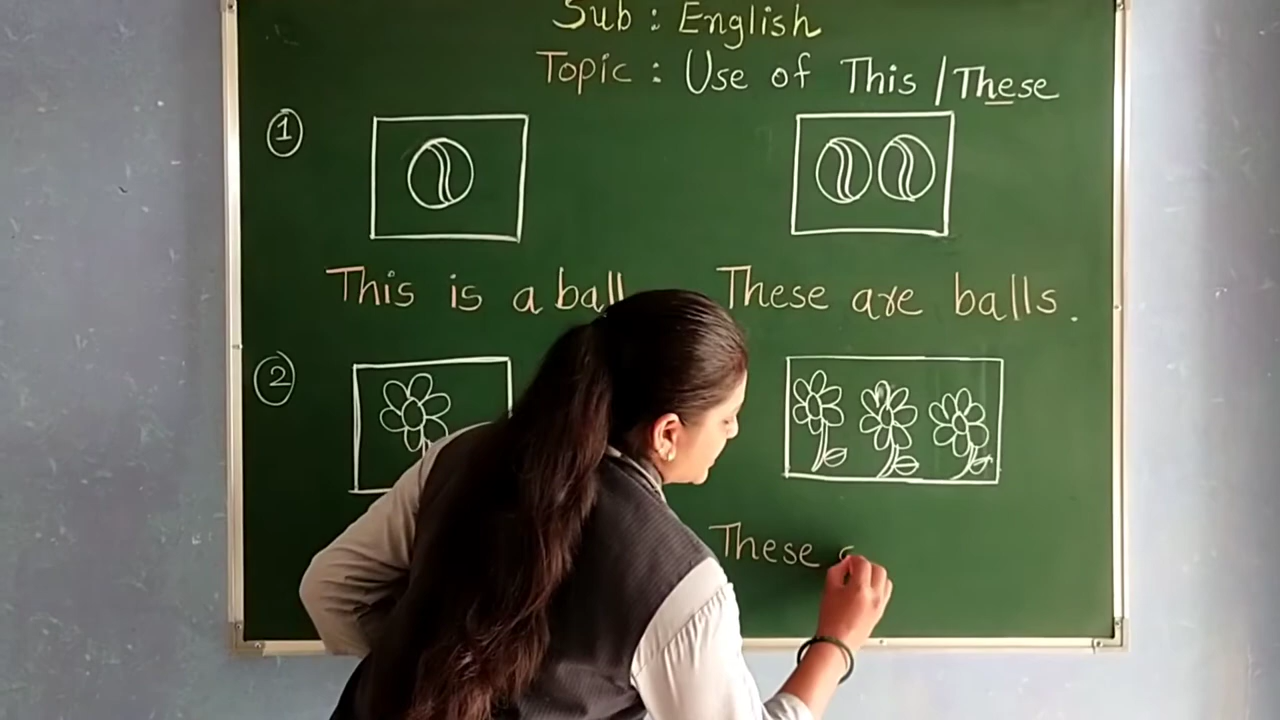 Sub : English
Topic : Use of This / These
1
This is a ball
These are balls.
2
These